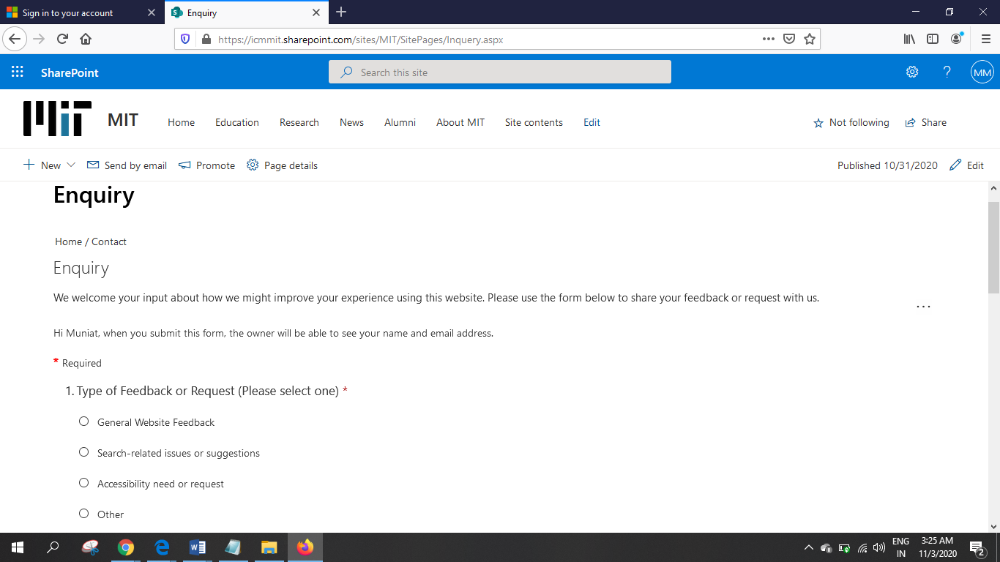 Sign in to your account
Enquiry
https://icmmit.sharepoint.com/sites/MIT/SitePages/Inquery.aspx
SharePoint
Search this site
MM
MIT
MIT
Home
Education
Research
News
Alumni
About MIT
Site contents
Edit
Not following
Share
New
Send by email
Promote
Page details
Published 10/31/2020
Edit
Enquiry
Home / Contact
Enquiry
We welcome your input about how we might improve your experience using this website. Please use the form below to share your feedback or request with us.
Hi Muniat, when you submit this form, the owner will be able to see your name and email address.
* Required
1. Type of Feedback or Request (Please select one) *
General Website Feedback
Search-related issues or suggestions
Accessibility need or request
Other
ENG
IN
3:25 AM
11/3/2020
2